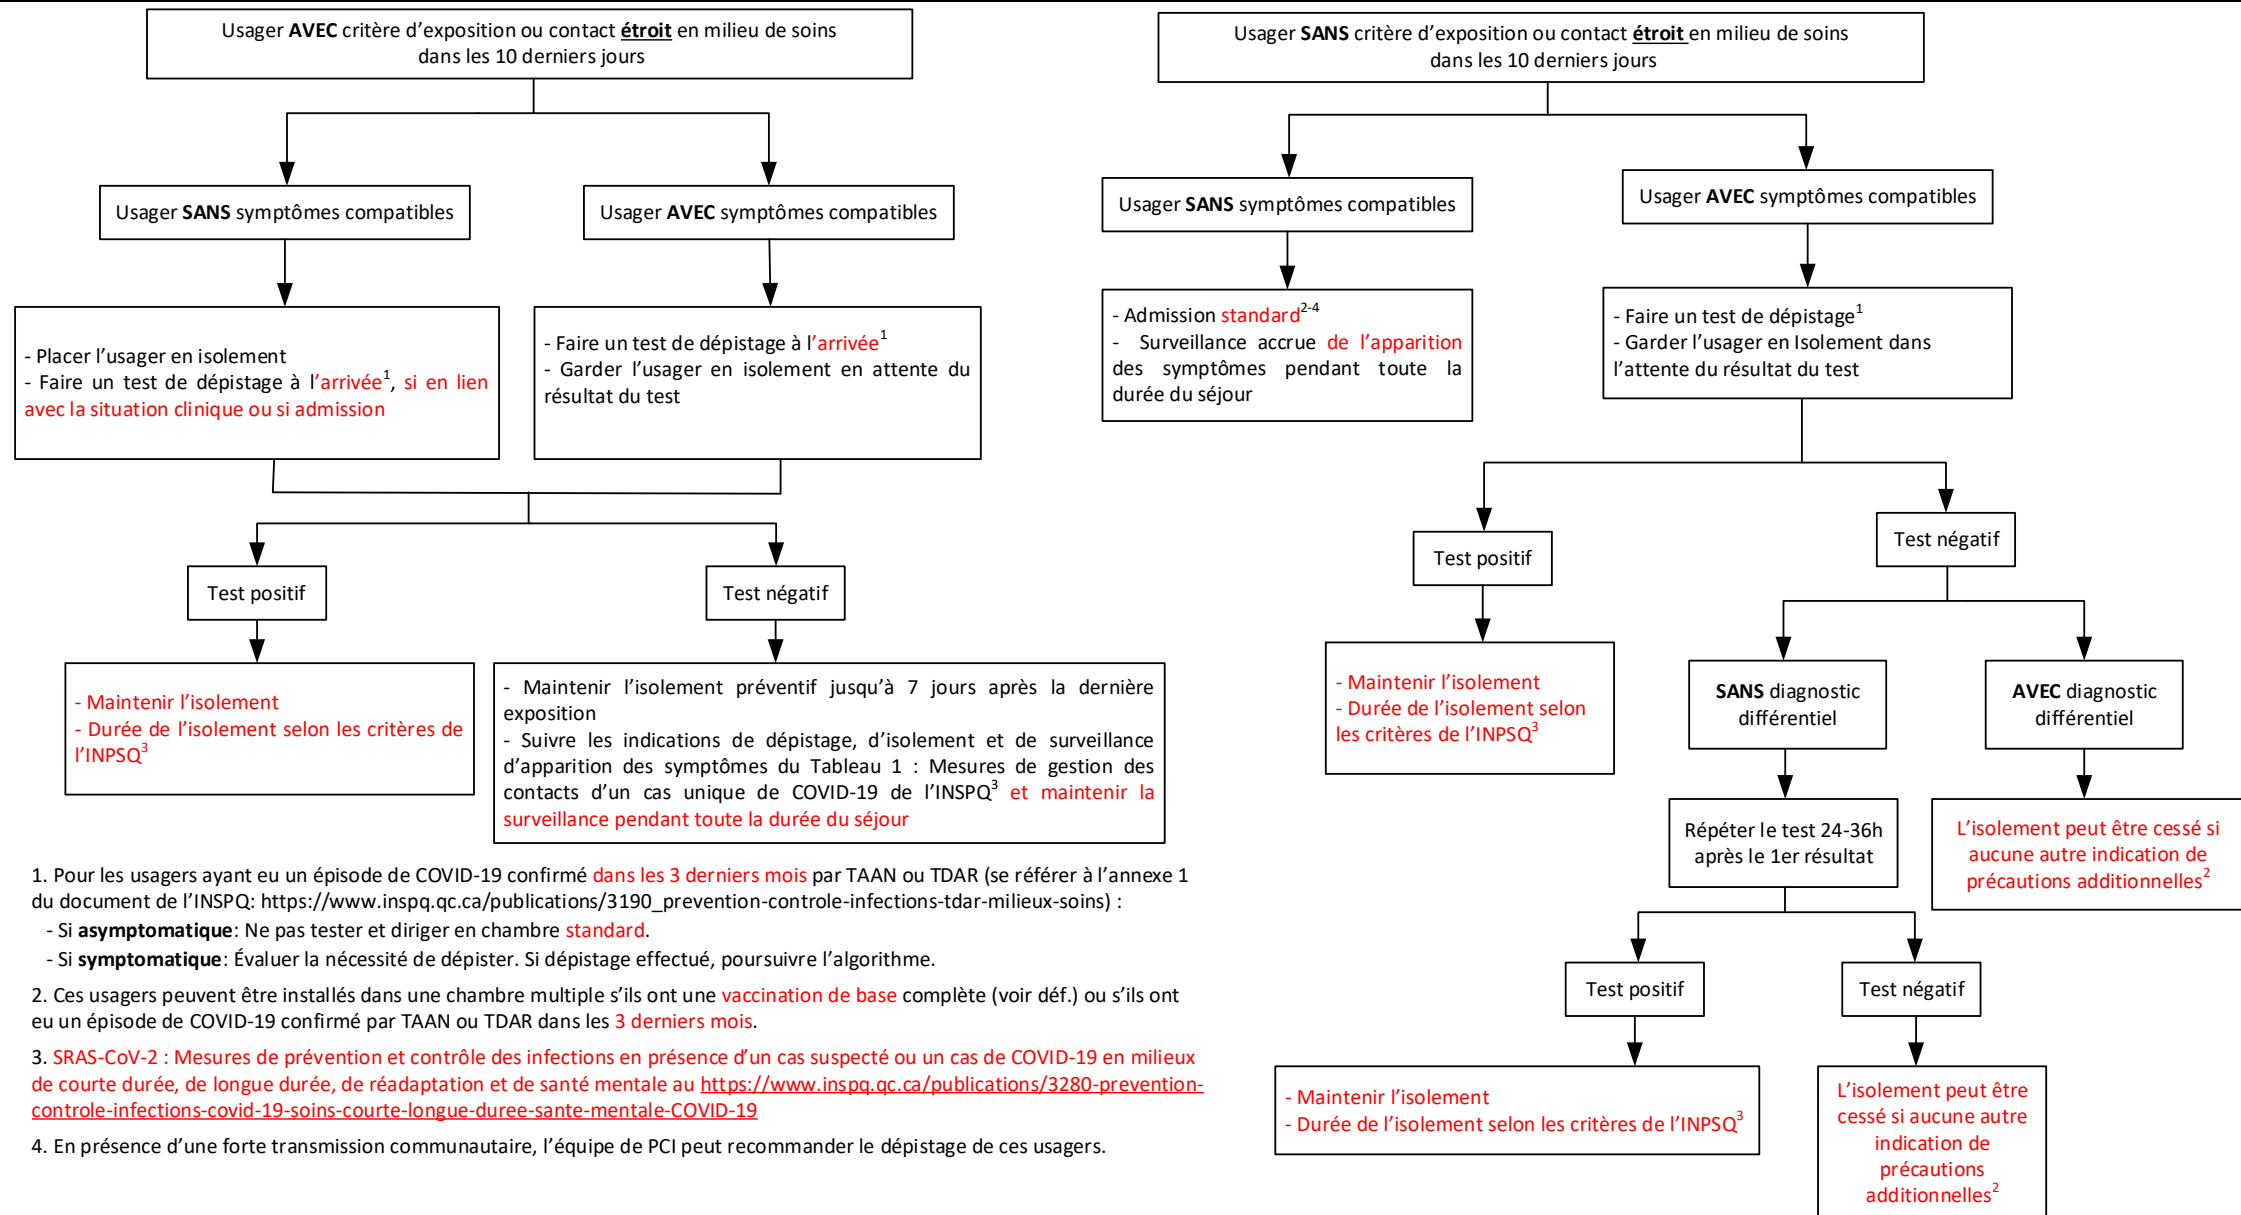 Usager AVEC critère d’exposition ou contact étroit en milieu de soins
dans les 10 derniers jours
Usager SANS symptômes compatibles
Usager AVEC symptômes compatibles
- Placer l’usager en isolement
- Faire un test de dépistage à l’arrivée1, si en lien
avec la situation clinique ou si admission
- Faire un test de dépistage à l’arrivée1
- Garder l’usager en isolement en attente du
résultat du test
Test positif
Test négatif
- Maintenir l’isolement
- Durée de l’isolement selon les critères de
l’INPSQ3
- Maintenir l’isolement préventif jusqu’à 7 jours après la dernière
exposition
- Suivre les indications de dépistage, d’isolement et de surveillance
d’apparition des symptômes du Tableau 1 : Mesures de gestion des
contacts d’un cas unique de COVID-19 de l’INSPQ3 et maintenir la
surveillance pendant toute la durée du séjour
Usager SANS critère d’exposition ou contact étroit en milieu de soins
dans les 10 derniers jours
Usager SANS symptômes compatibles
Usager AVEC symptômes compatibles
- Admission standard2-4
- Surveillance accrue de l’apparition
des symptômes pendant toute la
durée du séjour
- Faire un test de dépistage1
- Garder l’usager en Isolement dans
l’attente du résultat du test
Test positif
Test négatif
- Maintenir l’isolement
- Durée de l’isolement selon
les critères de l’INPSQ3
SANS diagnostic
différentiel
AVEC diagnostic
différentiel
Répéter le test 24-36h
après le 1er résultat
L’isolement peut être cessé si
aucune autre indication de
précautions additionnelles2
Test positif
Test négatif
- Maintenir l’isolement
- Durée de l’isolement selon les critères de l’INPSQ3
L’isolement peut être
cessé si aucune autre
indication de
précautions
additionnelles2
1. Pour les usagers ayant eu un épisode de COVID-19 confirmé dans les 3 derniers mois par TAAN ou TDAR (se référer à l’annexe 1
du document de l’INSPQ: https://www.inspq.qc.ca/publications/3190_prevention-controle-infections-tdar-milieux-soins) :
- Si asymptomatique: Ne pas tester et diriger en chambre standard.
- Si symptomatique: Évaluer la nécessité de dépister. Si dépistage effectué, poursuivre l’algorithme.
2. Ces usagers peuvent être installés dans une chambre multiple s’ils ont une vaccination de base complète (voir déf.) ou s’ils ont
eu un épisode de COVID-19 confirmé par TAAN ou TDAR dans les 3 derniers mois.
3. SRAS-CoV-2 : Mesures de prévention et contrôle des infections en présence d’un cas suspecté ou un cas de COVID-19 en milieux
de courte durée, de longue durée, de réadaptation et de santé mentale au https://www.inspq.qc.ca/publications/3280-prevention-
controle-infections-covid-19-soins-courte-longue-duree-sante-mentale-COVID-19
4. En présence d’une forte transmission communautaire, l’équipe de PCI peut recommander le dépistage de ces usagers.